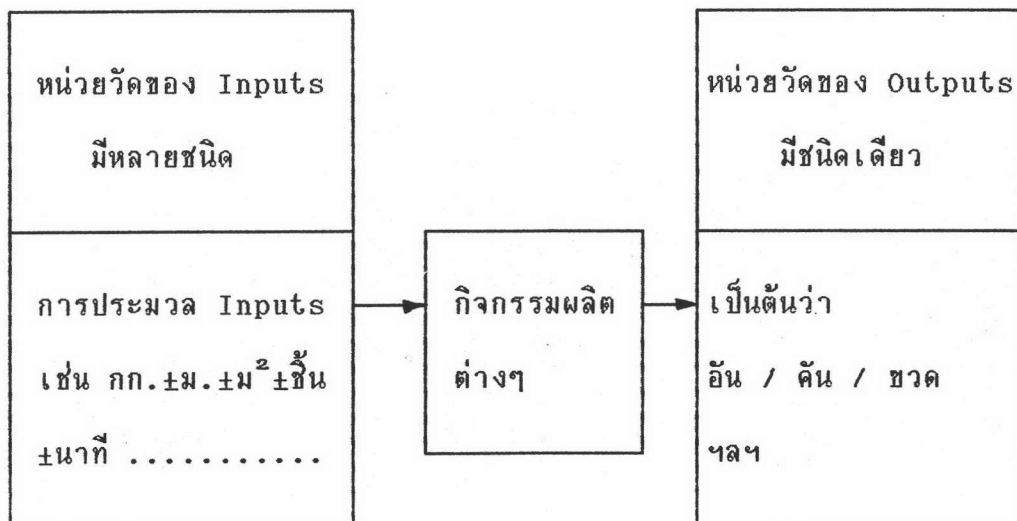 หน่วยวัดของ Inputs
มีหลายชนิด
การประมวล Inputs
เช่น กก.±ม.±ม²±ชิ้น
±นาที ...........
กิจกรรมผลิต
ต่างๆ
หน่วยวัดของ Outputs
มีชนิดเดียว
เป็นต้นว่า
อัน / คัน / ขวด
ฯลฯ